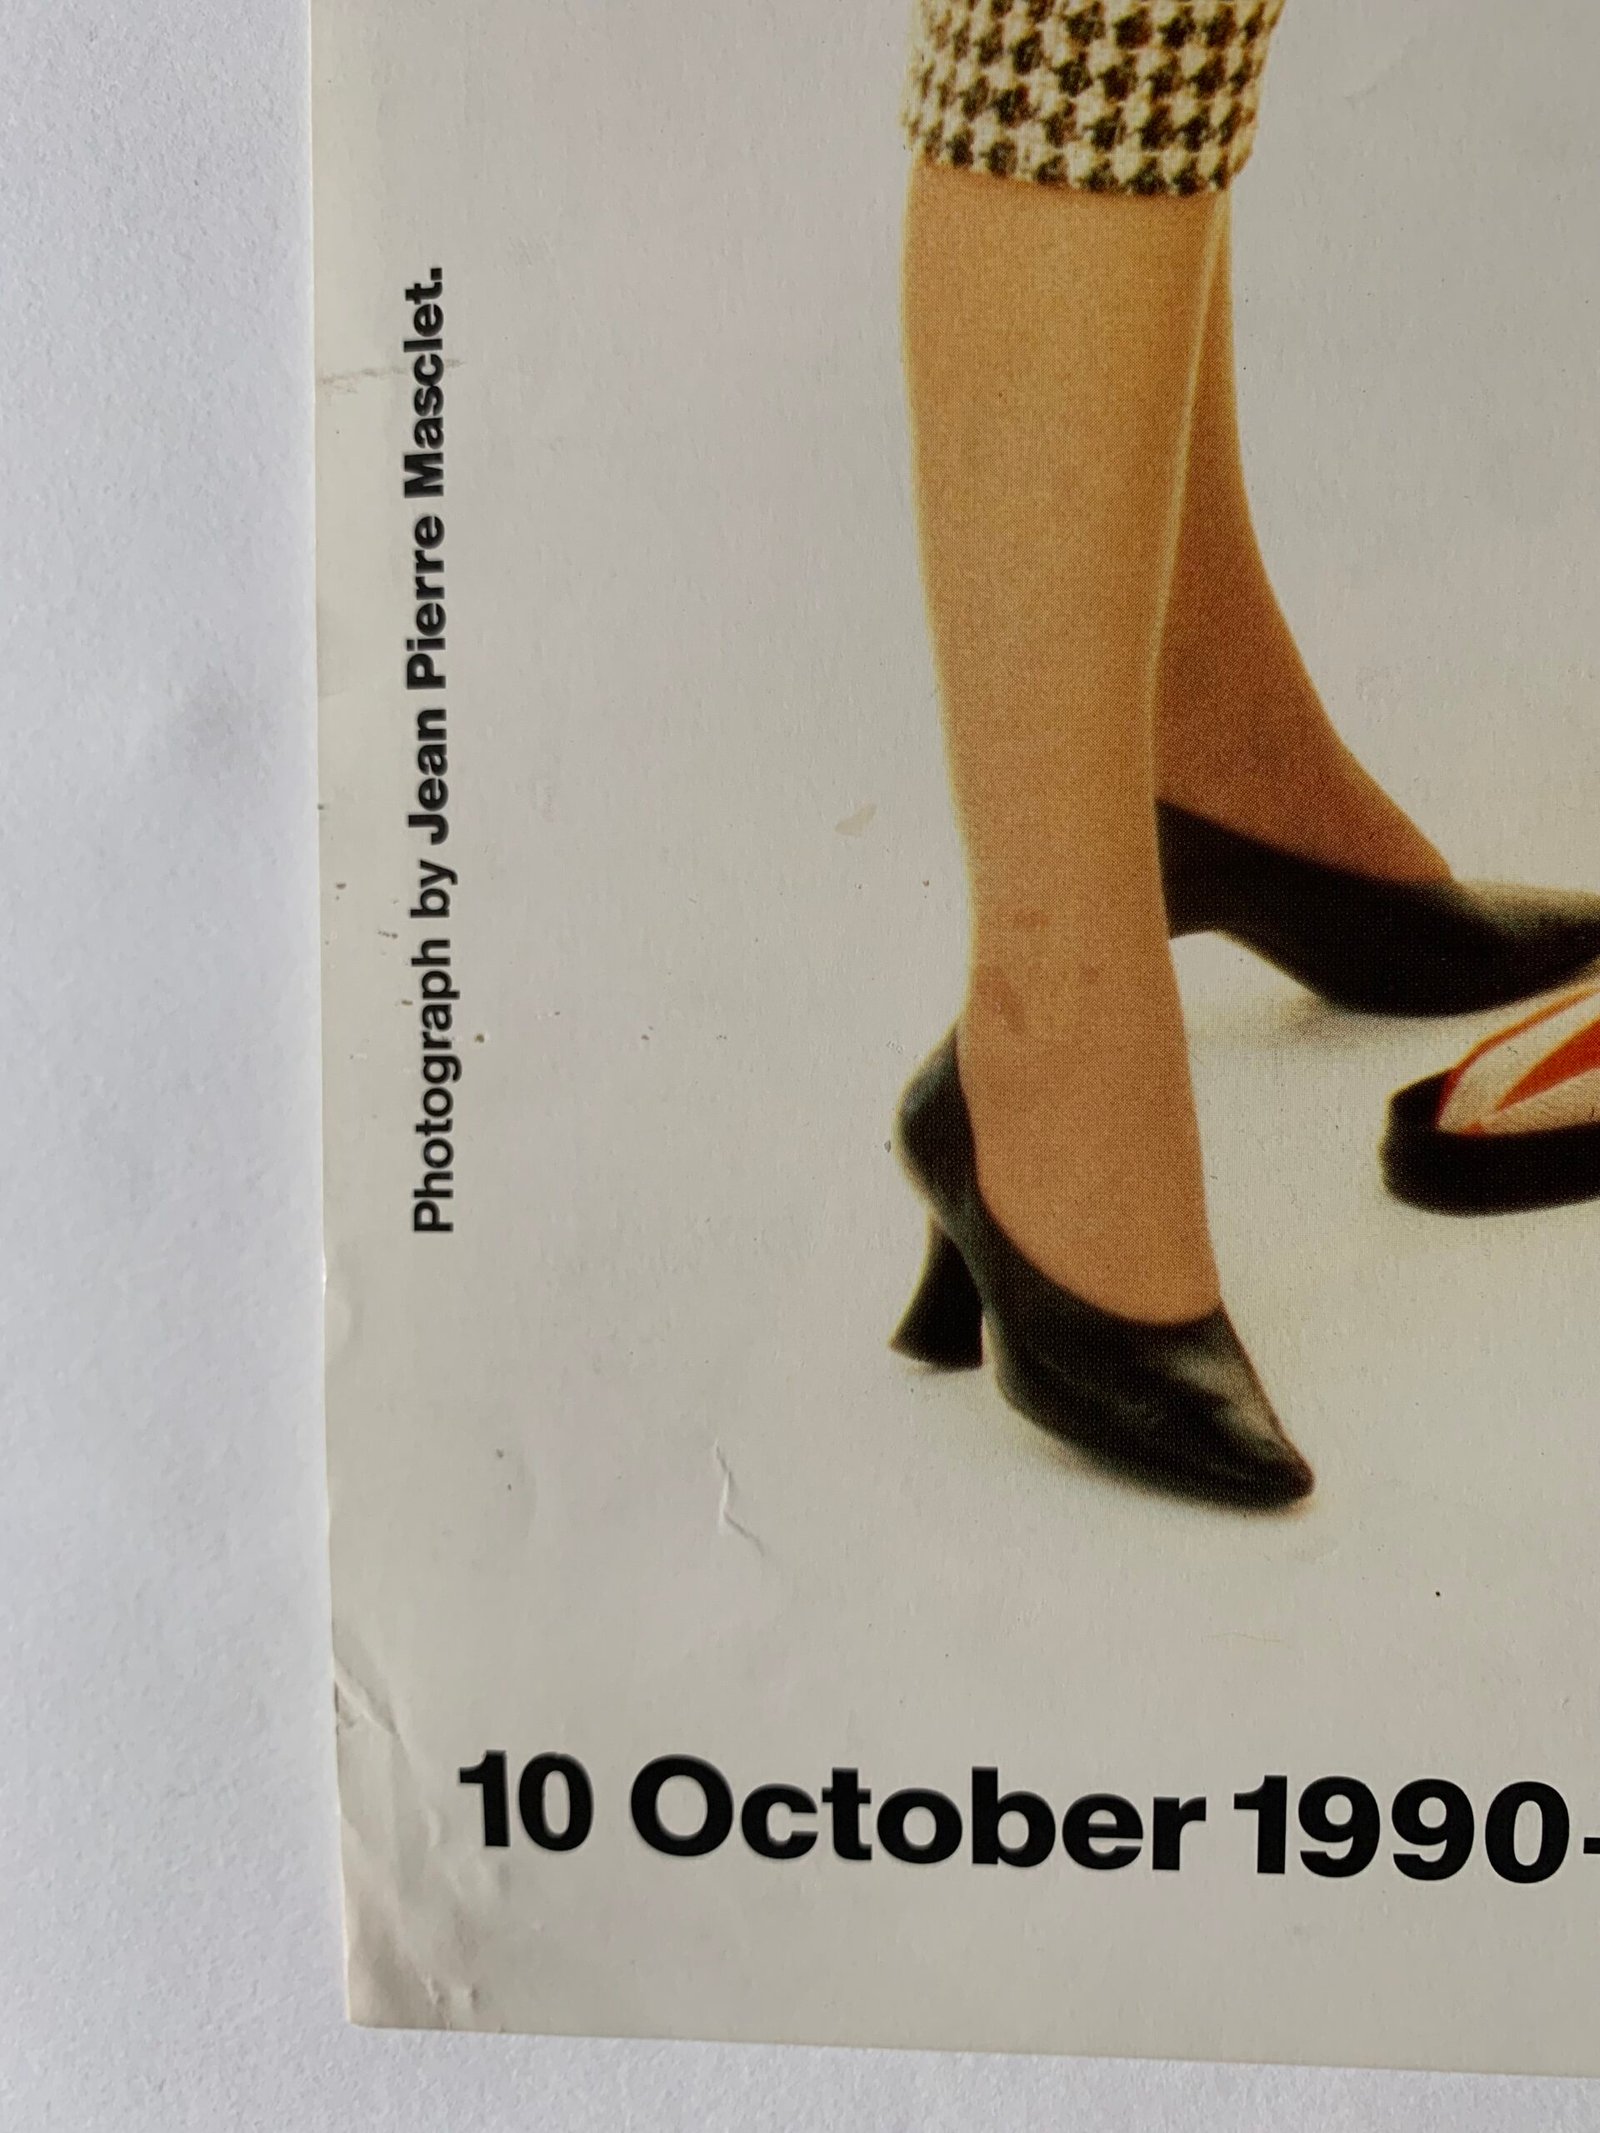 Photograph by Jean Pierre Masclet.
10 October 1990-